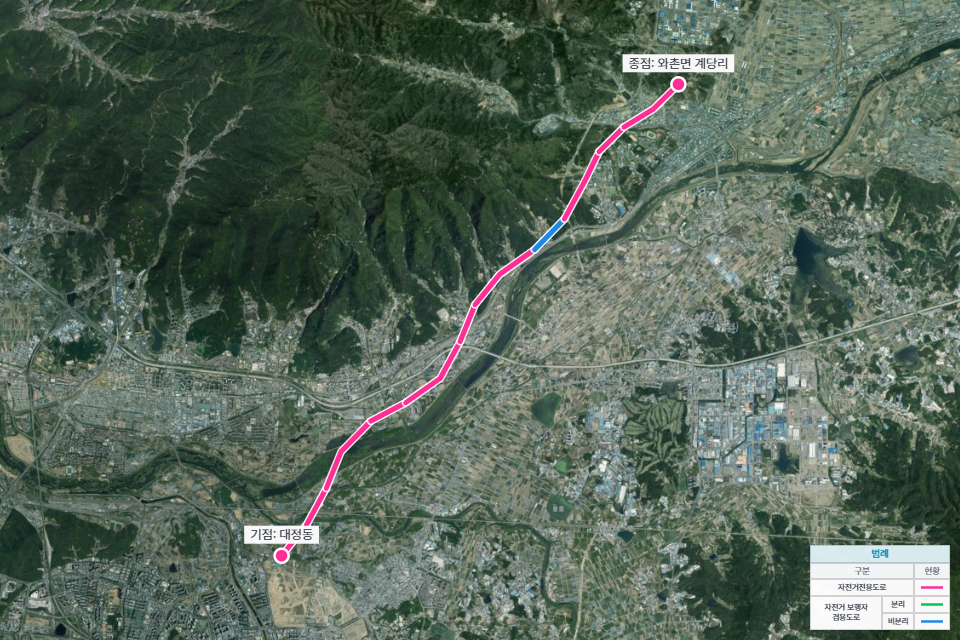 종점: 와촌면 계당리
기점: 대정동
범례
구분 현황
자전거전용도로
자전거 보행자
겸용도로
분리
비분리